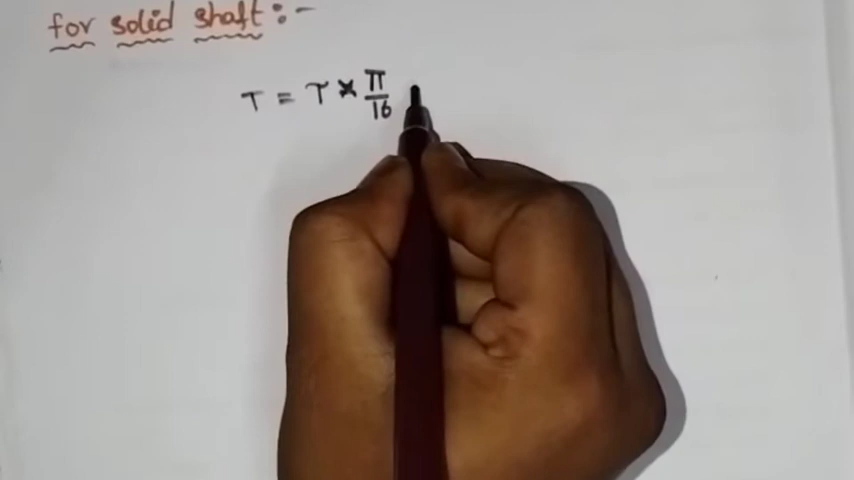 for solid shaft :-
T = τ × π/16